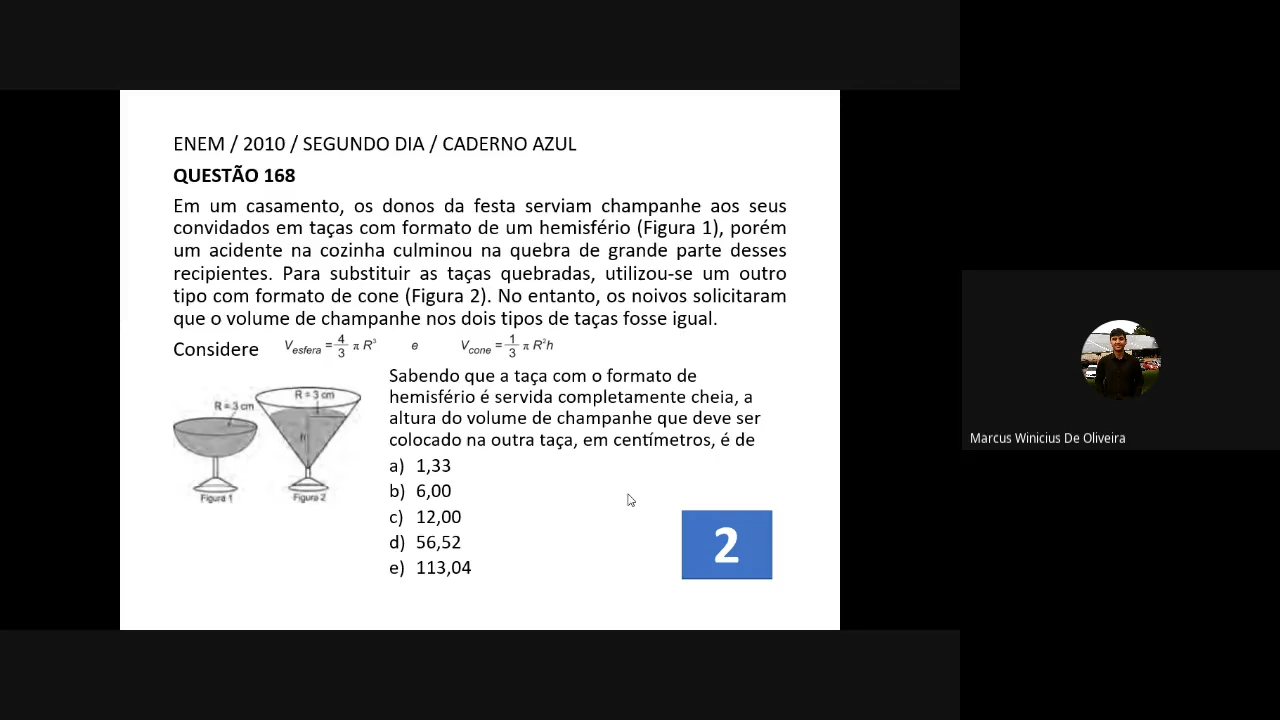 ENEM / 2010 / SEGUNDO DIA / CADERNO AZUL
QUESTÃO 168
Em um casamento, os donos da festa serviam champanhe aos seus
convidados em taças com formato de um hemisfério (Figura 1), porém
um acidente na cozinha culminou na quebra de grande parte desses
recipientes. Para substituir as taças quebradas, utilizou-se um outro
tipo com formato de cone (Figura 2). No entanto, os noivos solicitaram
que o volume de champanhe nos dois tipos de taças fosse igual.
Considere V esfera = 4/3 π R³ e V cone = 1/3 π R²h
Sabendo que a taça com o formato de
hemisfério é servida completamente cheia, a
altura do volume de champanhe que deve ser
colocado na outra taça, em centímetros, é de
R = 3 cm
R = 3 cm
h
Figura 1
Figura 2
a) 1,33
b) 6,00
c) 12,00
d) 56,52
e) 113,04
2
Marcus Winicius De Oliveira